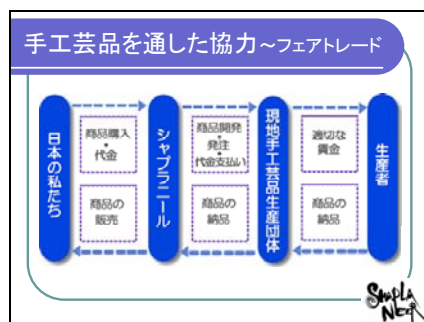 手工芸品を通した協力～フェアトレード
日本の私たち
商品購入
・
代金
商品の
販売
シャプラニール
商品開発
・
発注
・
代金支払い
商品の
納品
現地手工芸品生産団体
適切な
賃金
商品の
納品
生産者
SHAPLA
NEER